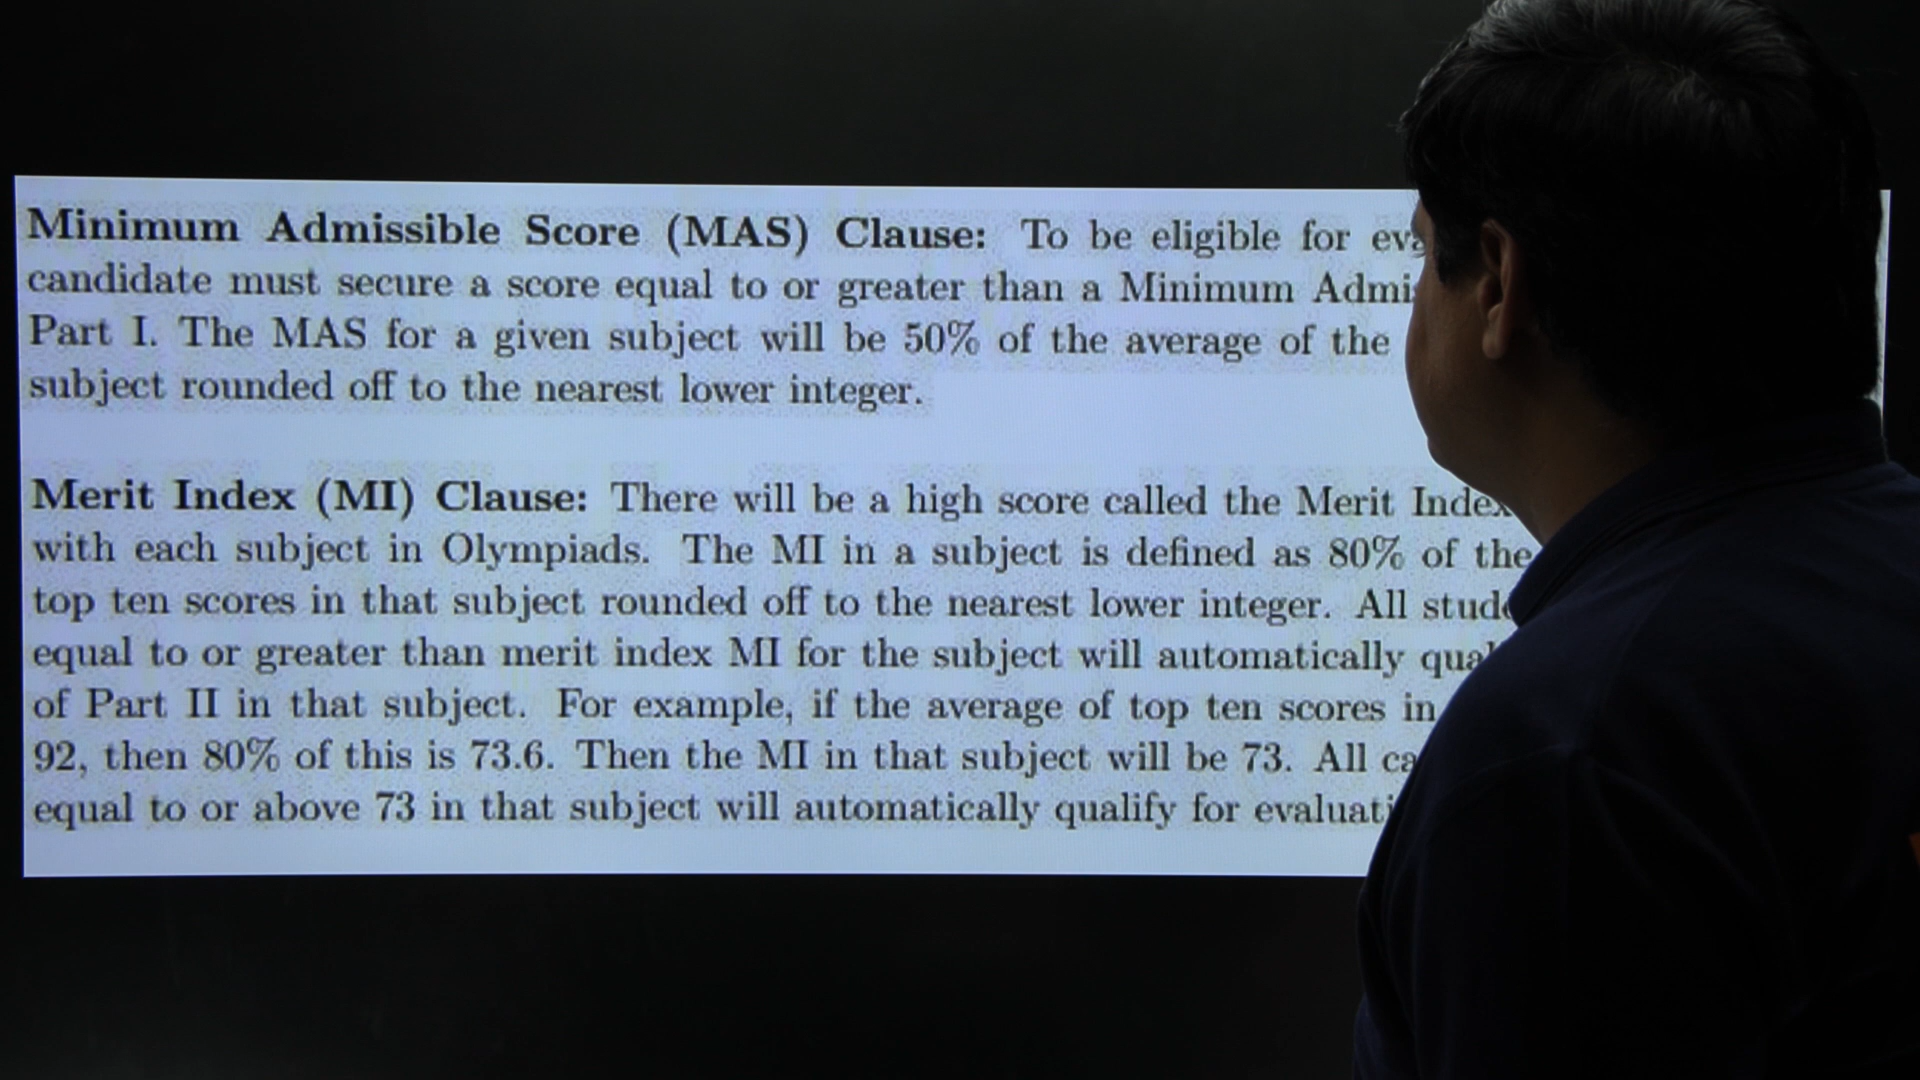 Minimum Admissible Score (MAS) Clause: To be eligible for
candidate must secure a score equal to or greater than a Minimum
Part I. The MAS for a given subject will be 50% of the average of the
subject rounded off to the nearest lower integer.
Merit Index (MI) Clause: There will be a high score called the Merit Index
with each subject in Olympiads. The MI in a subject is defined as 80% of the
top ten scores in that subject rounded off to the nearest lower integer. All
equal to or greater than merit index MI for the subject will automatically
of Part II in that subject. For example, if the average of top ten scores in
92, then 80% of this is 73.6. Then the MI in that subject will be 73. All
equal to or above 73 in that subject will automatically qualify for